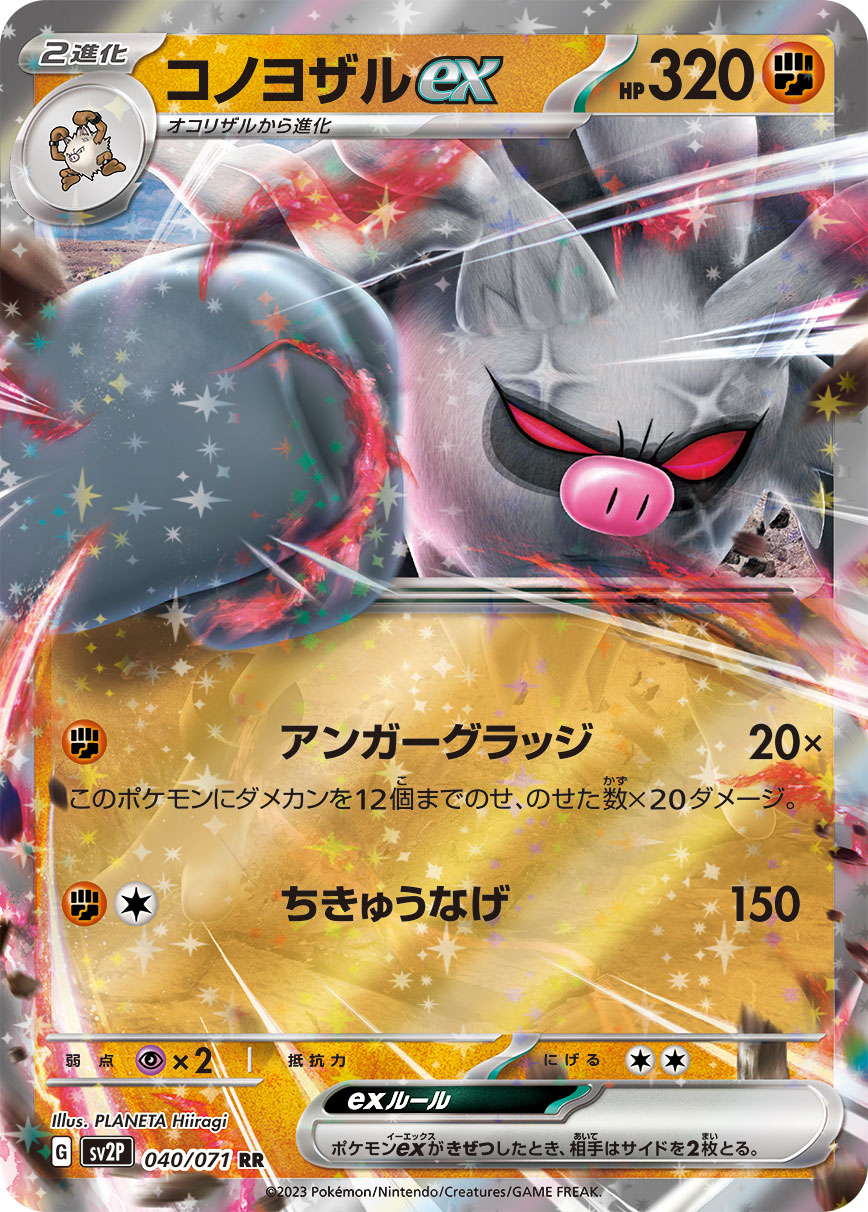 2進化
コノヨザルex
HP320
オコリザルから進化
アンガーグラッジ 20×
このポケモンにダメカンを12個までのせ、のせた数×20ダメージ。
ちきゅうなげ 150
弱点 ×2 抵抗力 にげる
exルール
ポケモンexがきぜつしたとき、相手はサイドを2枚とる。
Illus. PLANETA Hiiragi
G sv2P 040/071 RR
©2023 Pokémon/Nintendo/Creatures/GAME FREAK.